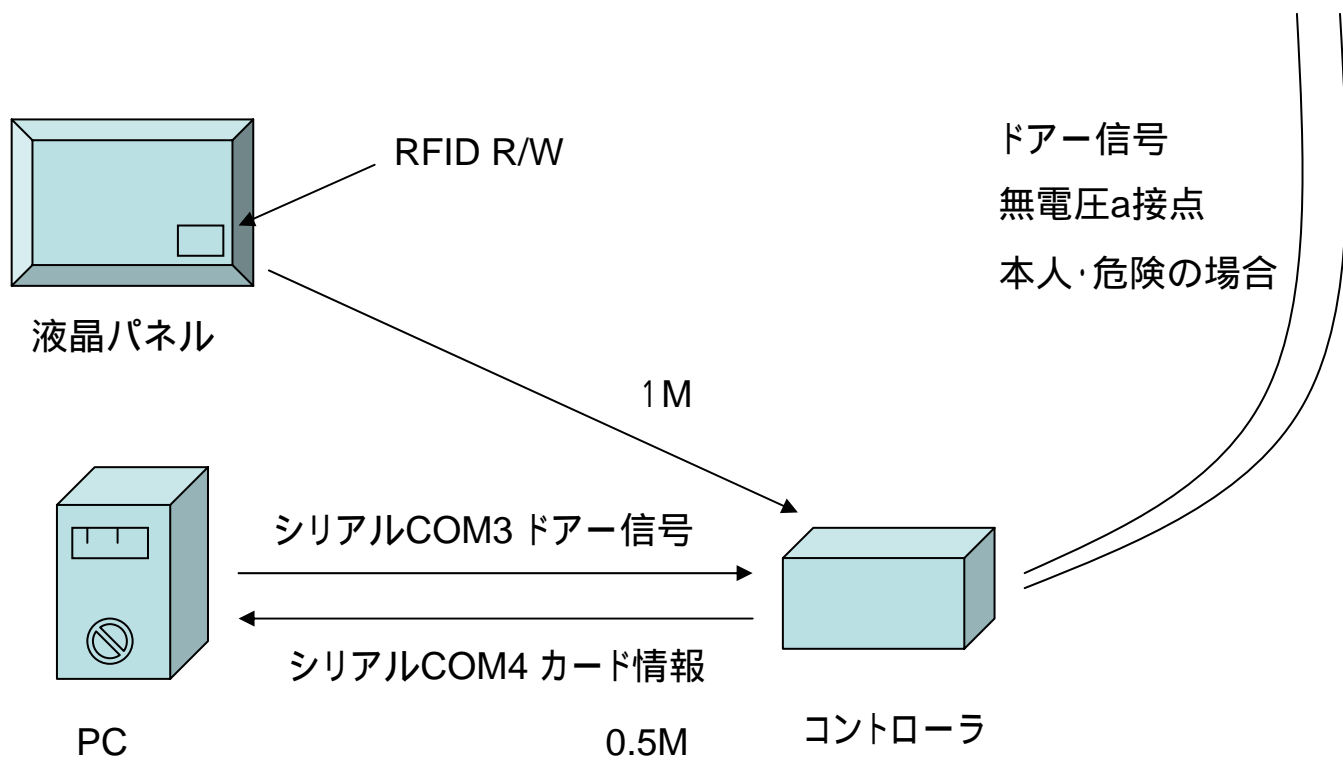 RFID R/W
ドアー信号
無電圧a接点
本人・危険の場合
液晶パネル
1M
シリアルCOM3 ドアー信号
シリアルCOM4 カード情報
PC
0.5M
コントローラ